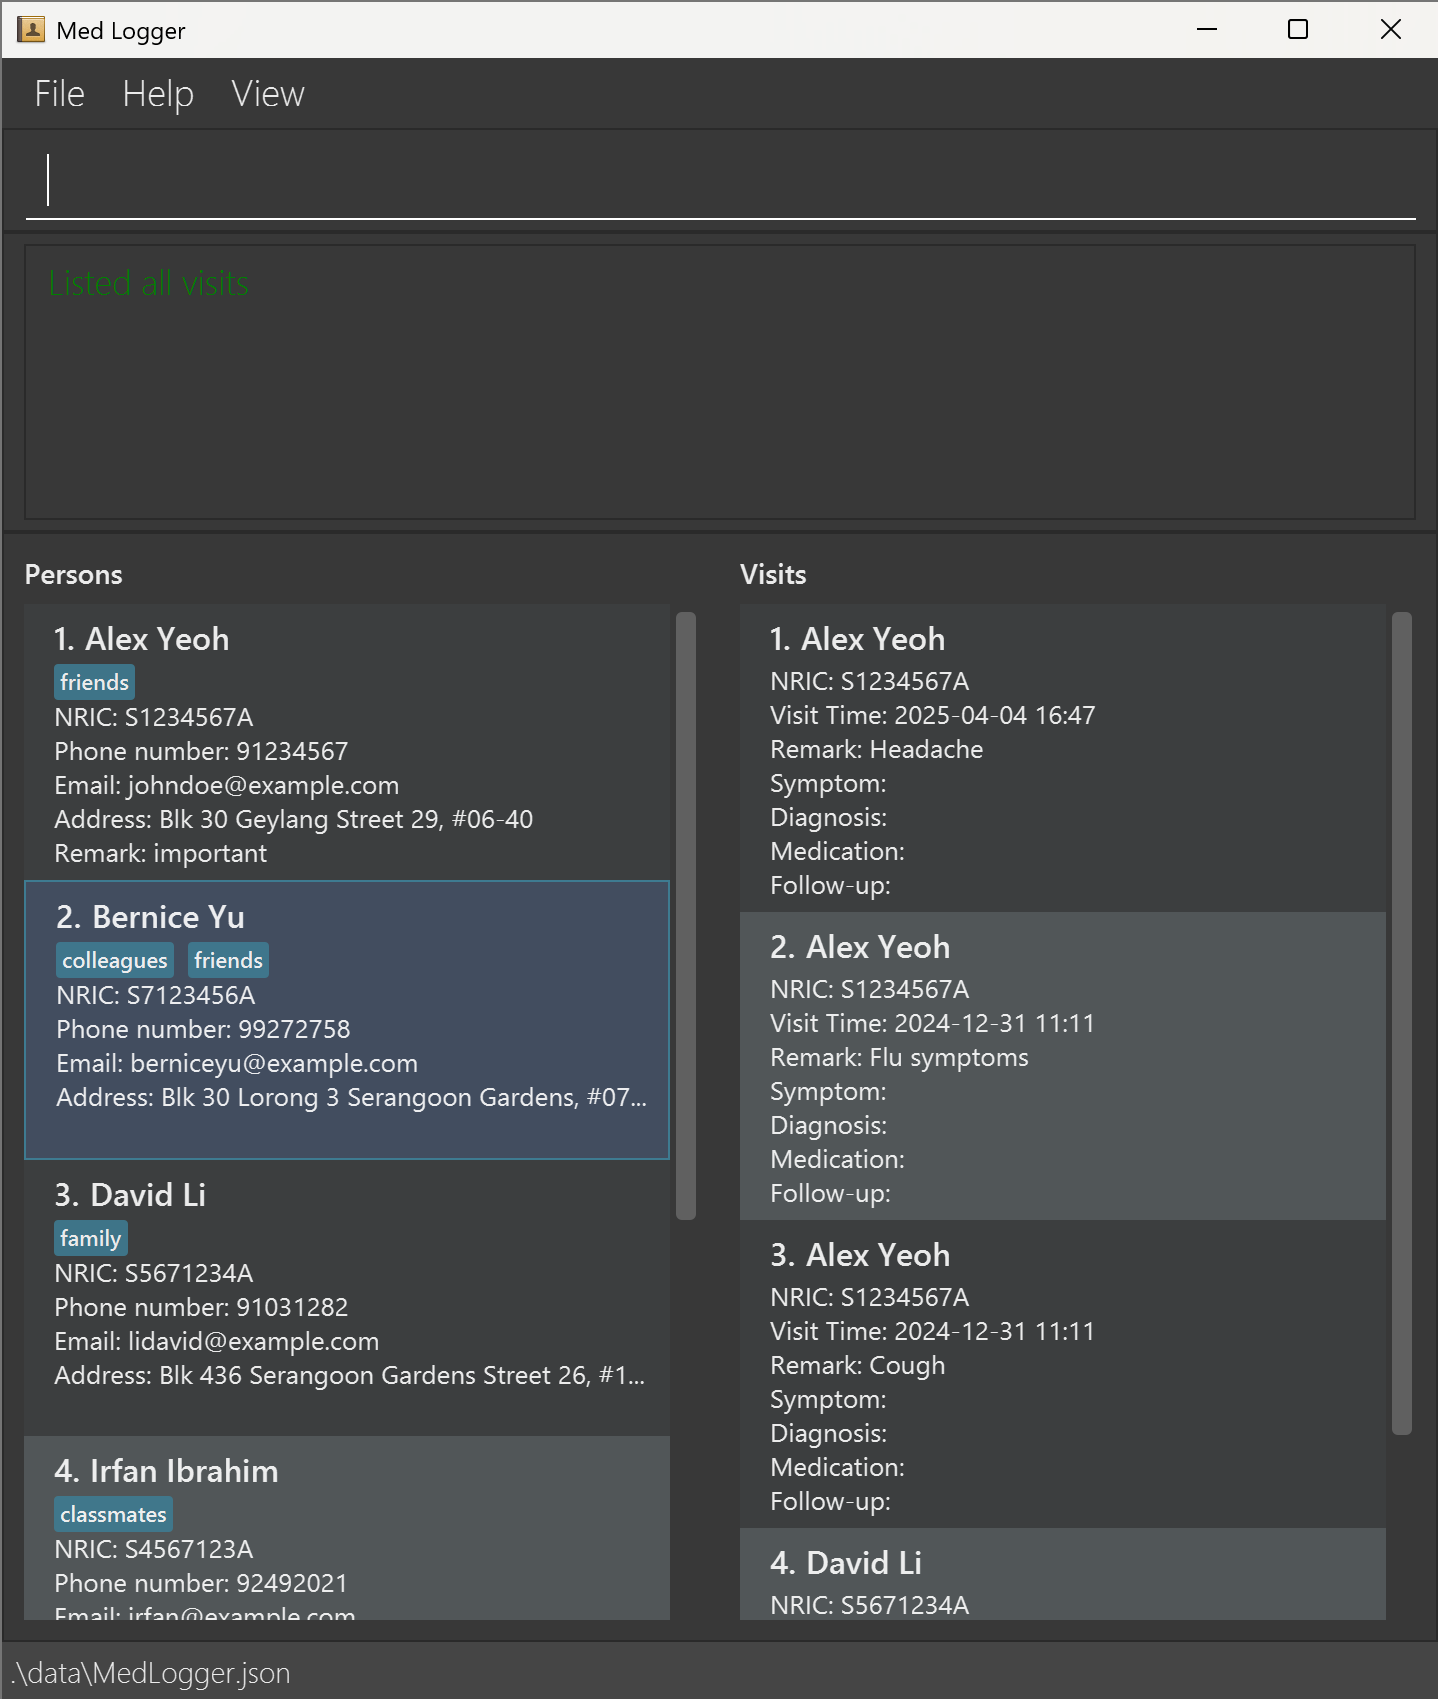 Med Logger
File Help View
Listed all visits
Persons
1. Alex Yeoh
friends
NRIC: S1234567A
Phone number: 91234567
Email: johndoe@example.com
Address: Blk 30 Geylang Street 29, #06-40
Remark: important
2. Bernice Yu
colleagues friends
NRIC: S7123456A
Phone number: 99272758
Email: berniceyu@example.com
Address: Blk 30 Lorong 3 Serangoon Gardens, #07...
3. David Li
family
NRIC: S5671234A
Phone number: 91031282
Email: lidavid@example.com
Address: Blk 436 Serangoon Gardens Street 26, #1...
4. Irfan Ibrahim
classmates
NRIC: S4567123A
Phone number: 92492021
Email: irfan@example.com
Visits
1. Alex Yeoh
NRIC: S1234567A
Visit Time: 2025-04-04 16:47
Remark: Headache
Symptom:
Diagnosis:
Medication:
Follow-up:
2. Alex Yeoh
NRIC: S1234567A
Visit Time: 2024-12-31 11:11
Remark: Flu symptoms
Symptom:
Diagnosis:
Medication:
Follow-up:
3. Alex Yeoh
NRIC: S1234567A
Visit Time: 2024-12-31 11:11
Remark: Cough
Symptom:
Diagnosis:
Medication:
Follow-up:
4. David Li
NRIC: S5671234A
.\data\MedLogger.json